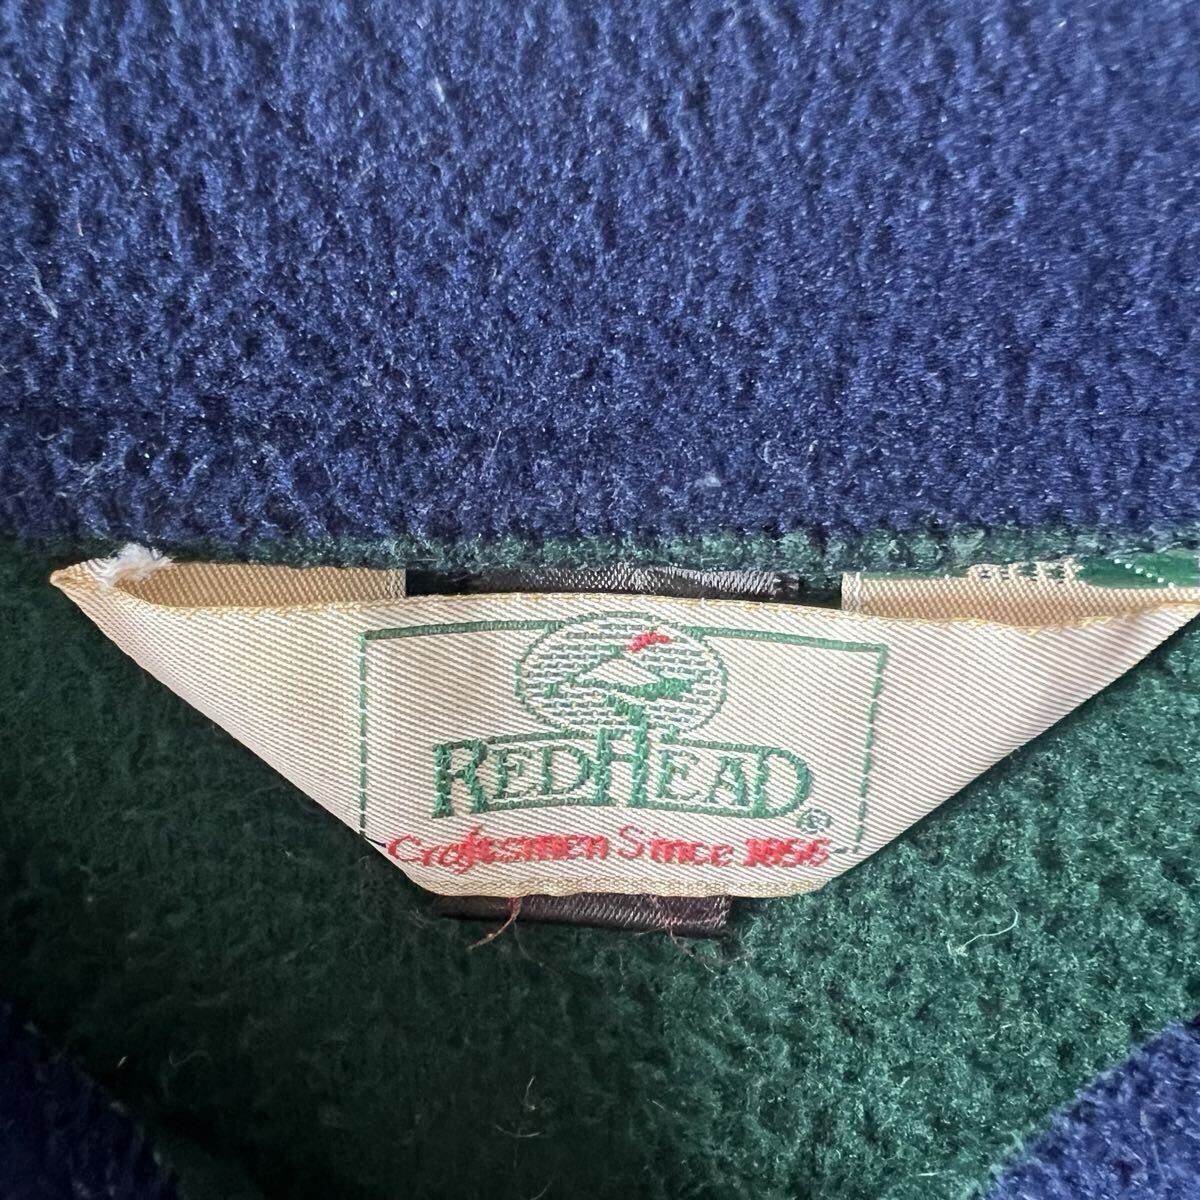 REDHEAD®
Craftsmen Since 1856